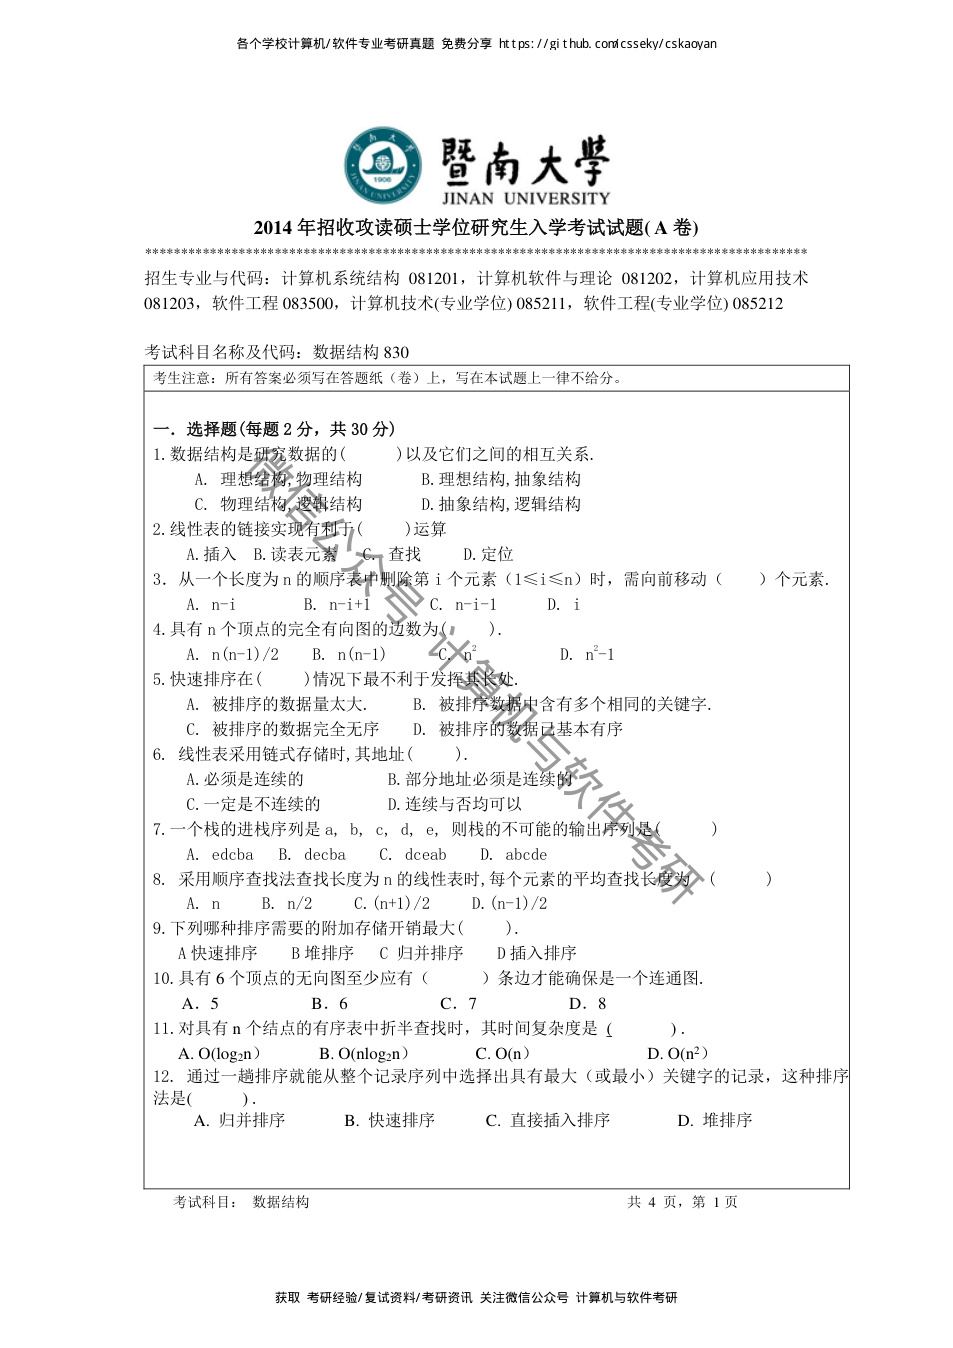 各个学校计算机/软件专业考研真题 免费分享 https://github.com/csseky/cskaoyan
暨南大学
1906
JINAN UNIVERSITY
暨南大学
JINAN UNIVERSITY
2014 年招收攻读硕士学位研究生入学考试试题( A 卷)
********************************************************************************************
招生专业与代码：计算机系统结构 081201，计算机软件与理论 081202，计算机应用技术
081203，软件工程 083500，计算机技术(专业学位) 085211，软件工程(专业学位) 085212
考试科目名称及代码：数据结构 830
考生注意：所有答案必须写在答题纸（卷）上，写在本试题上一律不给分。
一．选择题(每题 2 分，共 30 分)
1.数据结构是研究数据的( )以及它们之间的相互关系.
A. 理想结构,物理结构 B.理想结构,抽象结构
C. 物理结构,逻辑结构 D.抽象结构,逻辑结构
2.线性表的链接实现有利于( )运算
A.插入 B.读表元素 C. 查找 D.定位
3. 从一个长度为 n 的顺序表中删除第 i 个元素（1≤i≤n）时，需向前移动（ ）个元素.
A. n-i B. n-i+1 C. n-i-1 D. i
4.具有 n 个顶点的完全有向图的边数为( ).
A. n(n-1)/2 B. n(n-1) C. n² D. n²-1
5.快速排序在( )情况下最不利于发挥其长处.
A. 被排序的数据量太大. B. 被排序数据中含有多个相同的关键字.
C. 被排序的数据完全无序 D. 被排序的数据已基本有序
6. 线性表采用链式存储时,其地址( ).
A.必须是连续的 B.部分地址必须是连续的
C.一定是不连续的 D.连续与否均可以
7.一个栈的进栈序列是 a, b, c, d, e, 则栈的不可能的输出序列是( )
A. edcba B. decba C. dceab D. abcde
8. 采用顺序查找法查找长度为 n 的线性表时,每个元素的平均查找长度为 ( )
A. n B. n/2 C.(n+1)/2 D.(n-1)/2
9.下列哪种排序需要的附加存储开销最大( ).
A 快速排序 B 堆排序 C 归并排序 D 插入排序
10.具有 6 个顶点的无向图至少应有（ ）条边才能确保是一个连通图.
A．5 B．6 C．7 D．8
11.对具有 n 个结点的有序表中折半查找时，其时间复杂度是 ( ).
A. O(log₂n） B. O(nlog₂n） C. O(n） D. O(n²）
12. 通过一趟排序就能从整个记录序列中选择出具有最大（或最小）关键字的记录，这种排序
法是( ).
A. 归并排序 B. 快速排序 C. 直接插入排序 D. 堆排序
微信公众号 计算机与软件考研
考试科目： 数据结构 共 4 页，第 1 页
获取 考研经验/复试资料/考研资讯 关注微信公众号 计算机与软件考研